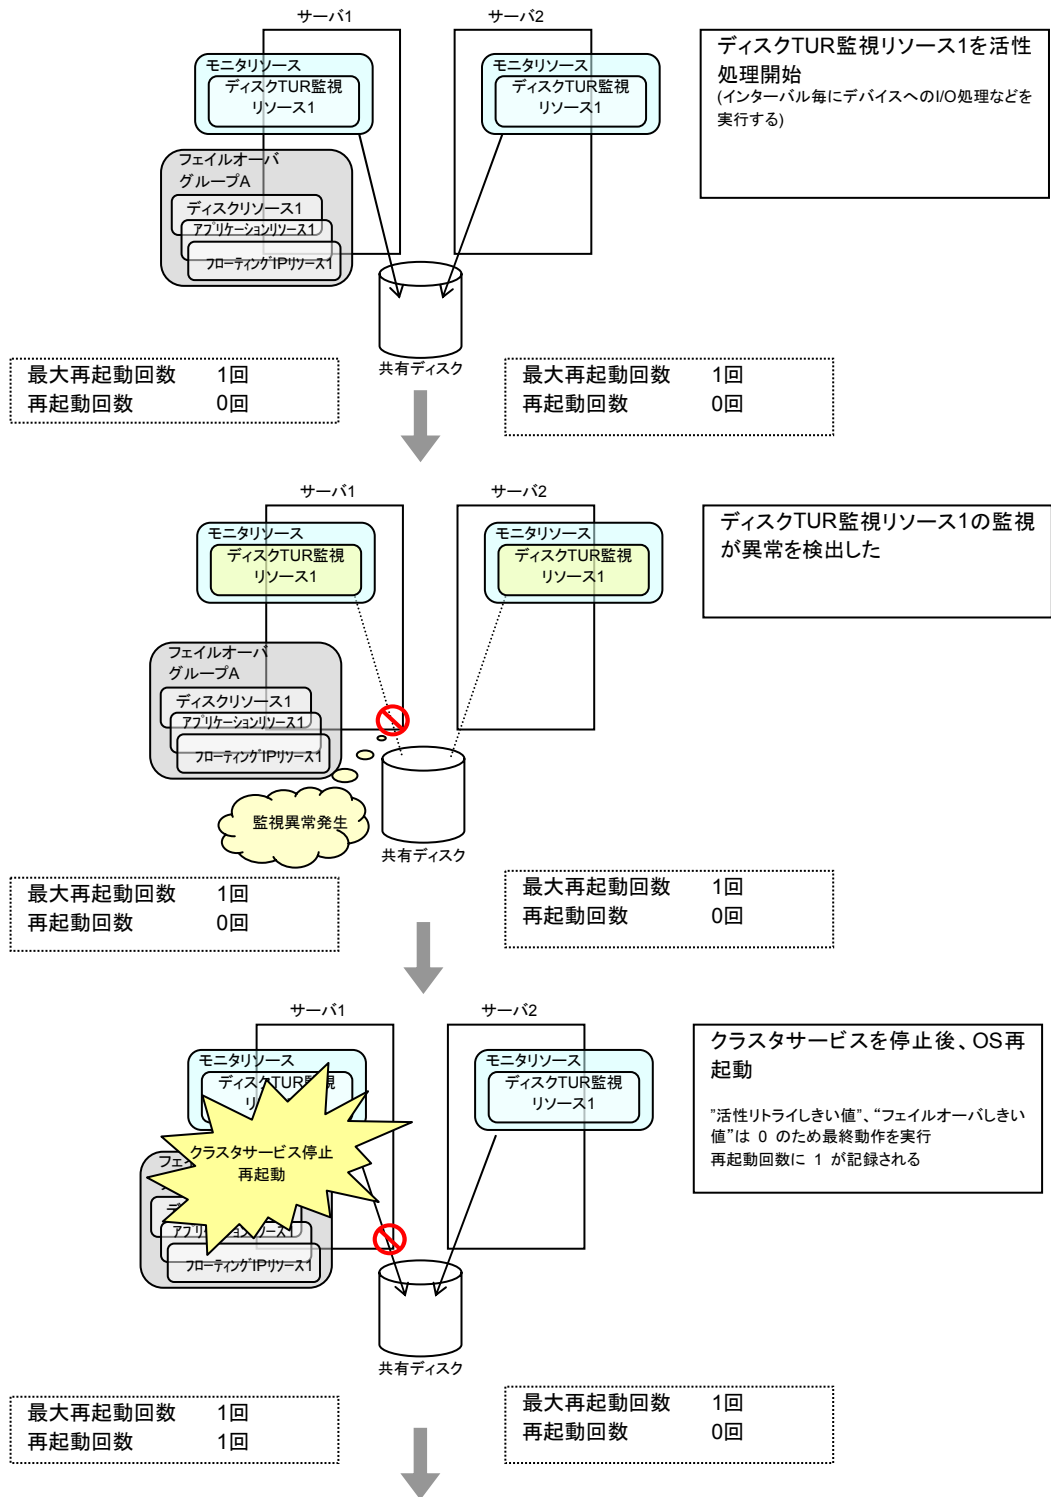 サーバ1
サーバ2
モニタリソース
ディスクTUR監視
リソース1
モニタリソース
ディスクTUR監視
リソース1
フェイルオーバ
グループA
ディスクリソース1
アプリケーションリソース1
フローティングIPリソース1
共有ディスク
ディスクTUR監視リソース1を活性
処理開始
(インターバル毎にデバイスへのI/O処理などを
実行する)
最大再起動回数 1回
再起動回数 0回
最大再起動回数 1回
再起動回数 0回
サーバ1
サーバ2
モニタリソース
ディスクTUR監視
リソース1
モニタリソース
ディスクTUR監視
リソース1
フェイルオーバ
グループA
ディスクリソース1
アプリケーションリソース1
フローティングIPリソース1
監視異常発生
共有ディスク
ディスクTUR監視リソース1の監視
が異常を検出した
最大再起動回数 1回
再起動回数 0回
最大再起動回数 1回
再起動回数 0回
サーバ1
サーバ2
モニタリソース
ディスクTUR監視
リ
モニタリソース
ディスクTUR監視
リソース1
クラスタサービス停止
再起動
フェイ
アプリケーションリソース1
フローティングIPリソース1
共有ディスク
クラスタサービスを停止後、OS再
起動
”活性リトライしきい値”、“フェイルオーバしきい
値”は 0 のため最終動作を実行
再起動回数に 1 が記録される
最大再起動回数 1回
再起動回数 1回
最大再起動回数 1回
再起動回数 0回